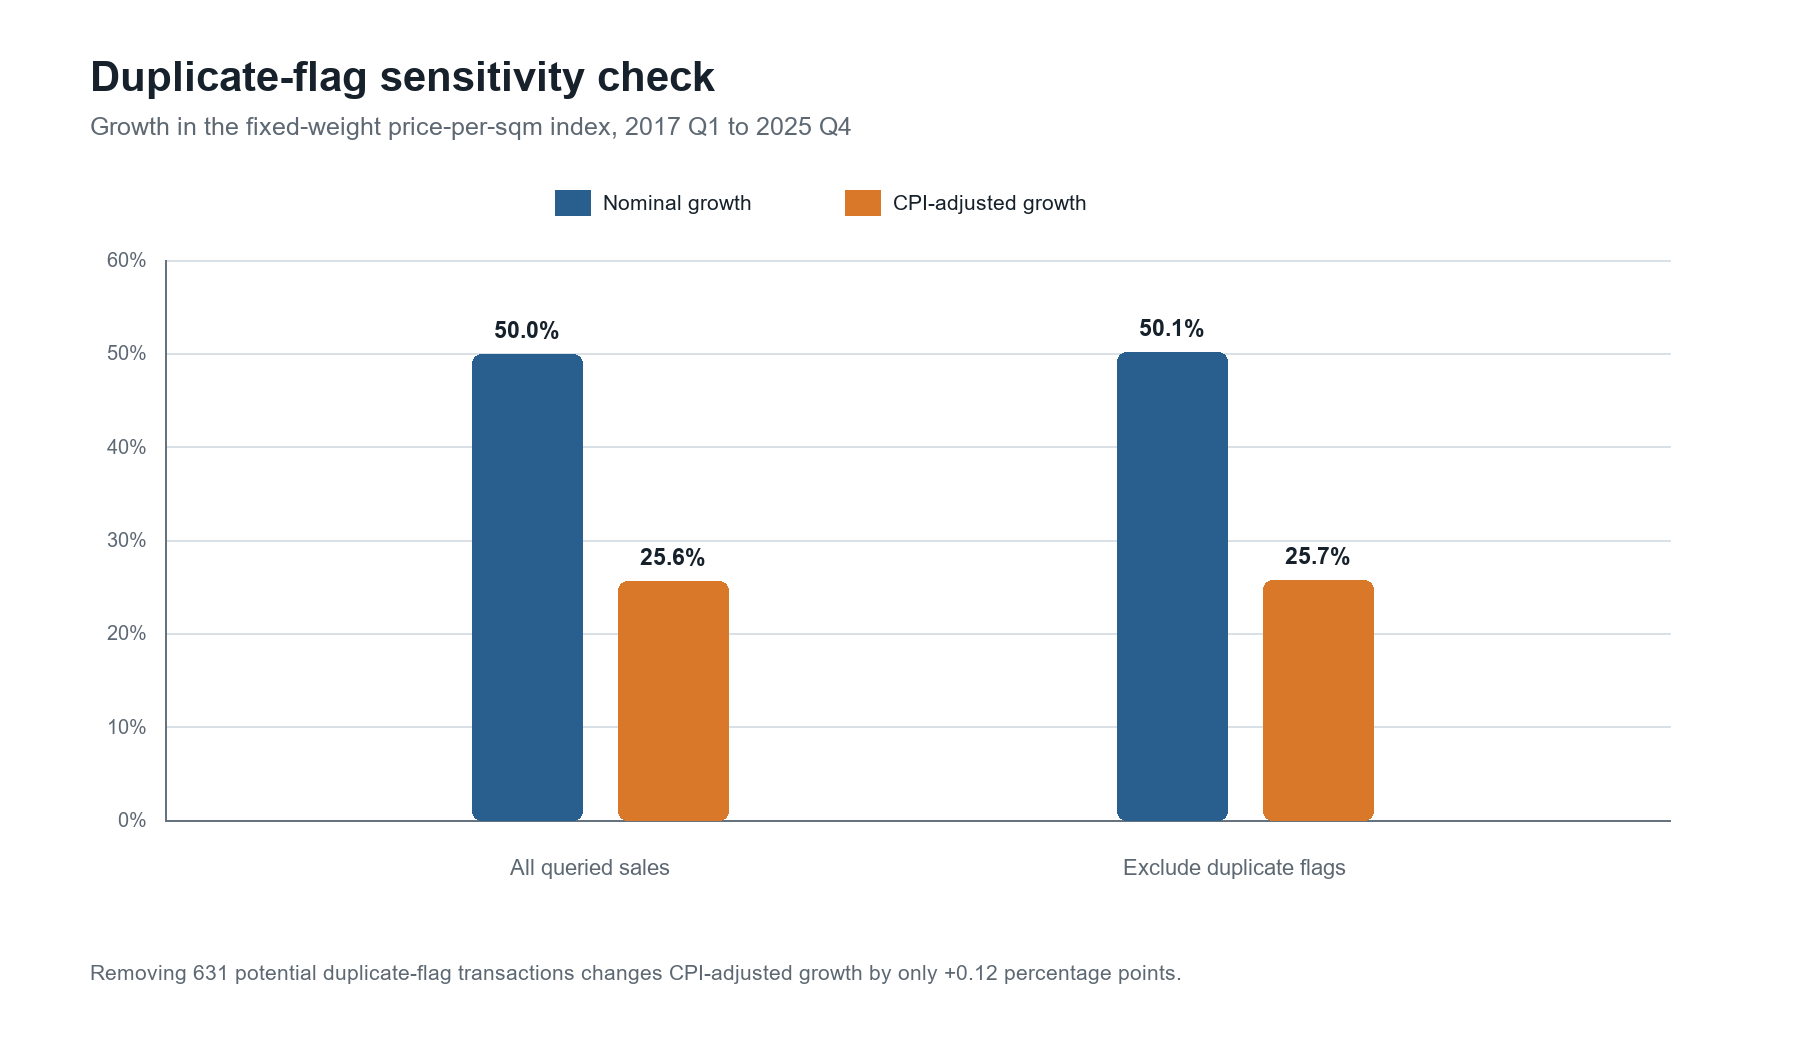 Duplicate-flag sensitivity check
Growth in the fixed-weight price-per-sqm index, 2017 Q1 to 2025 Q4
Nominal growth
CPI-adjusted growth
60%
50%
40%
30%
20%
10%
0%
50.0%
25.6%
50.1%
25.7%
All queried sales
Exclude duplicate flags
Removing 631 potential duplicate-flag transactions changes CPI-adjusted growth by only +0.12 percentage points.